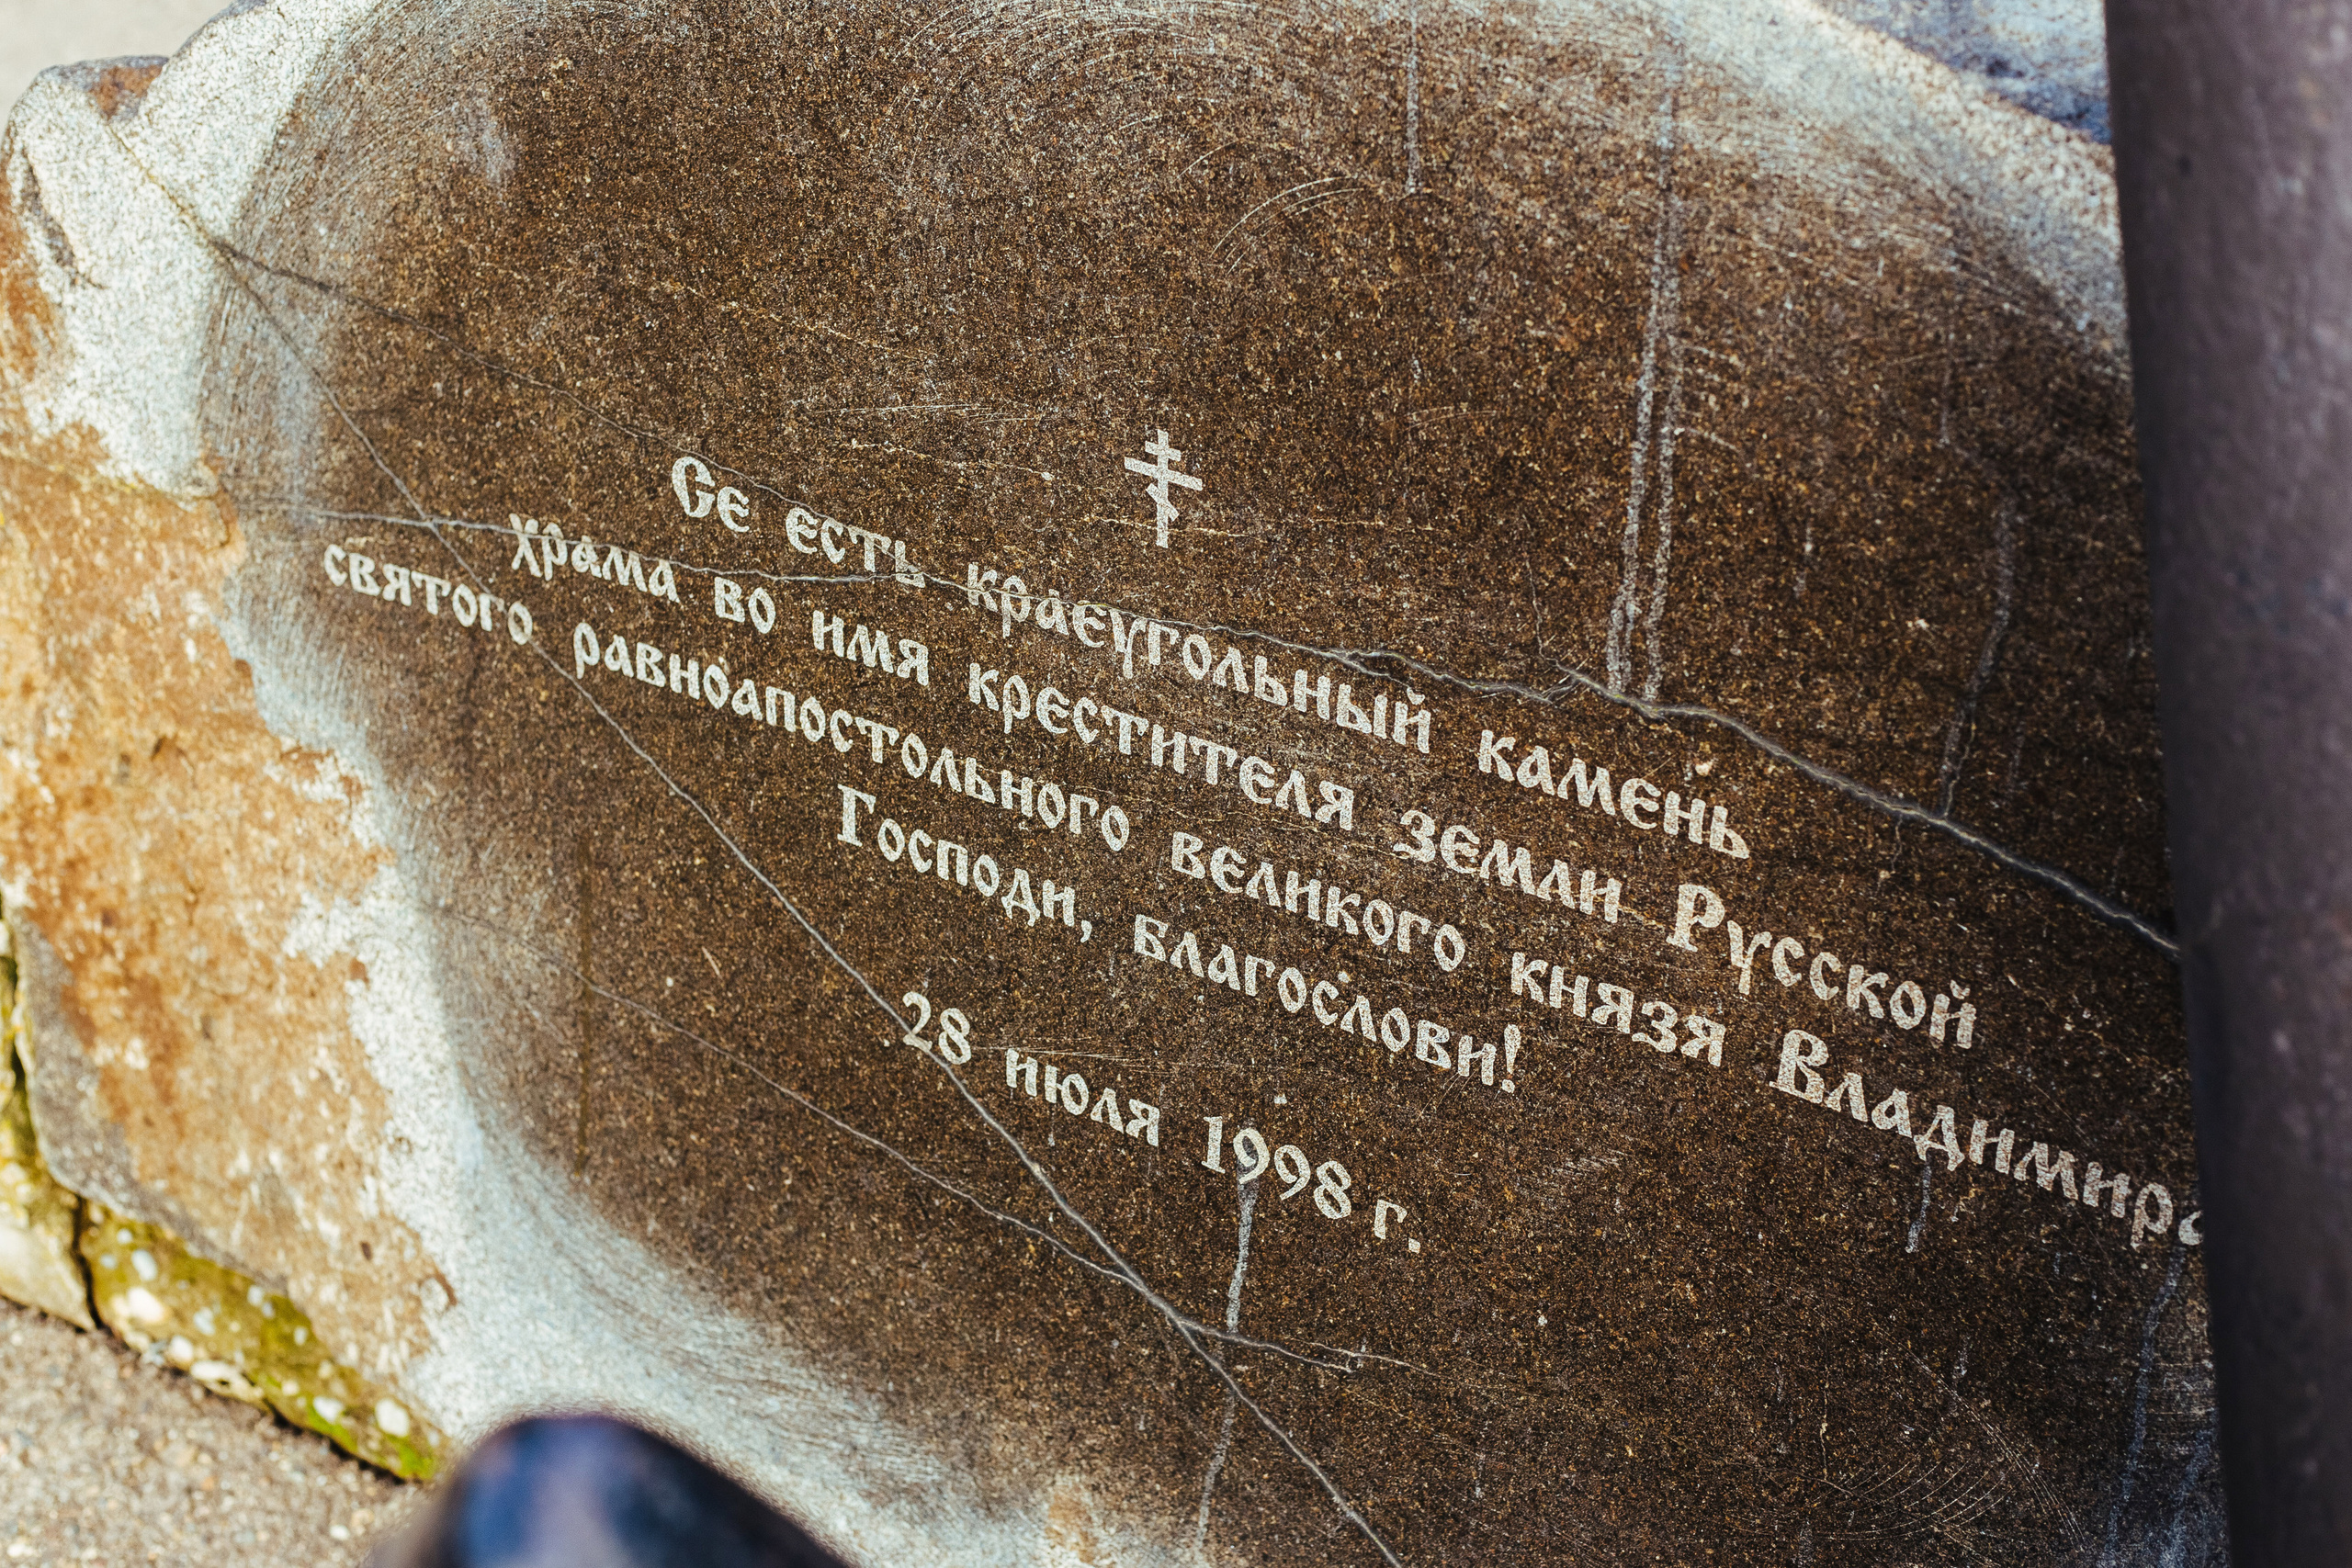 Се есть краеугольный камень
храма во имя крестителя земли Русской
святого равноапостольного великого князя Владимира
Господи, благослови!
28 июля 1998 г.